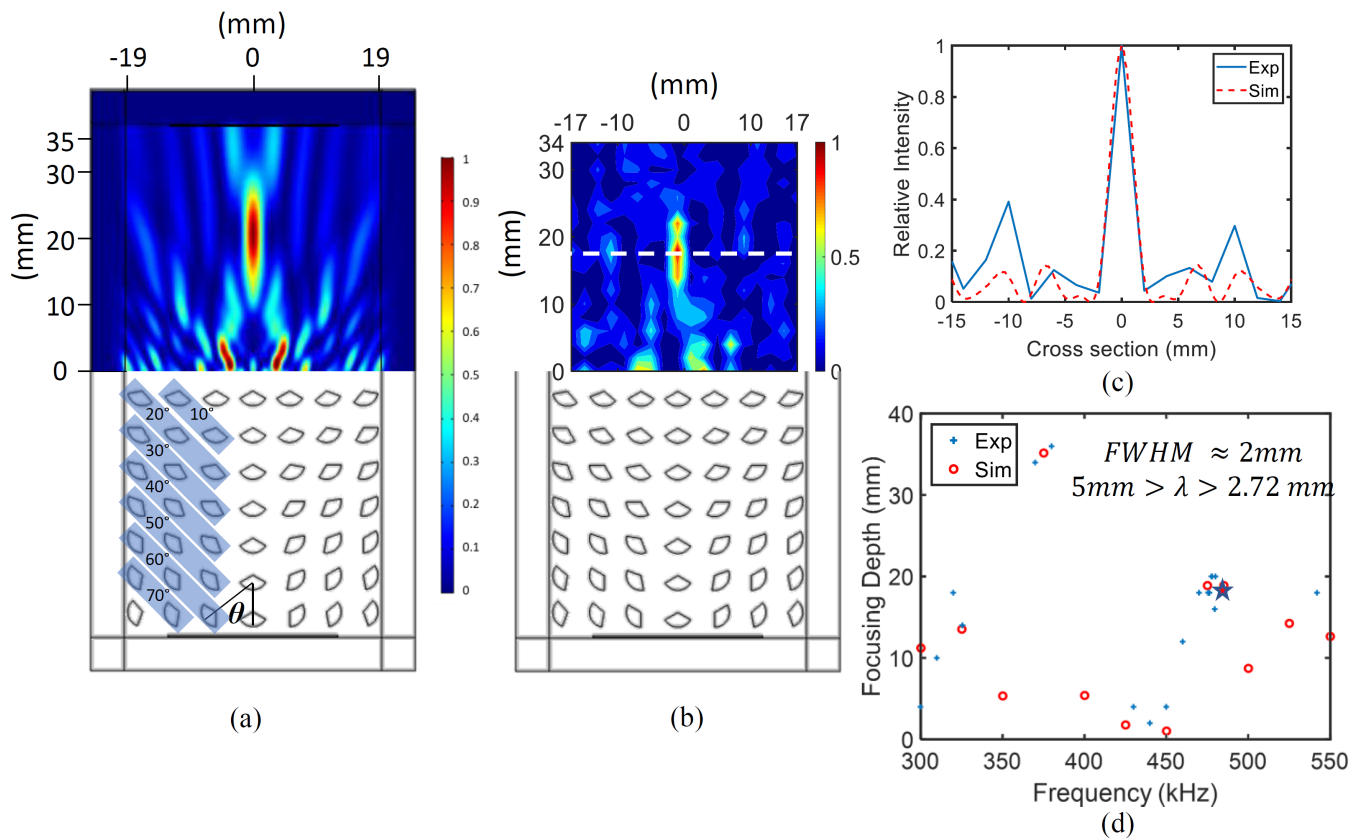 (mm)
-19 0 19
35
30
20
10
0
(mm)
1
0.9
0.8
0.7
0.6
0.5
0.4
0.3
0.2
0.1
0
20° 10°
30°
40°
50°
60°
70°
θ
(a)
(mm)
-17 -10 0 10 17
34
30
20
10
0
(mm)
1
0.5
0
(b)
1
0.8
0.6
0.4
0.2
0
Relative Intensity
Exp
Sim
-15 -10 -5 0 5 10 15
Cross section (mm)
(c)
40
30
20
10
0
Focusing Depth (mm)
Exp
Sim
FWHM ≈ 2mm
5mm > λ > 2.72 mm
300 350 400 450 500 550
Frequency (kHz)
(d)